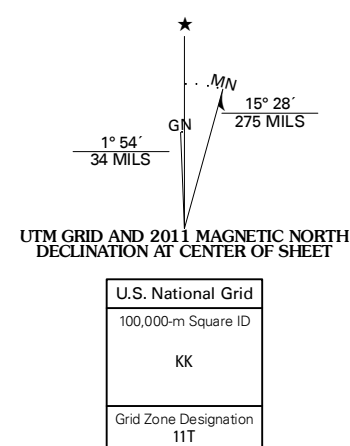 ★
MN
15° 28´
275 MILS
GN
1° 54´
34 MILS
UTM GRID AND 2011 MAGNETIC NORTH
DECLINATION AT CENTER OF SHEET
U.S. National Grid
100,000-m Square ID
KK
Grid Zone Designation
11T